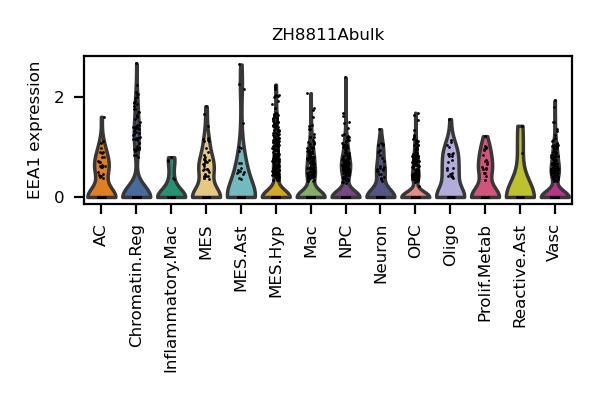 ZH8811Abulk
EEA1 expression
2
0
AC
Chromatin.Reg
Inflammatory.Mac
MES
MES.Ast
MES.Hyp
Mac
NPC
Neuron
OPC
Oligo
Prolif.Metab
Reactive.Ast
Vasc